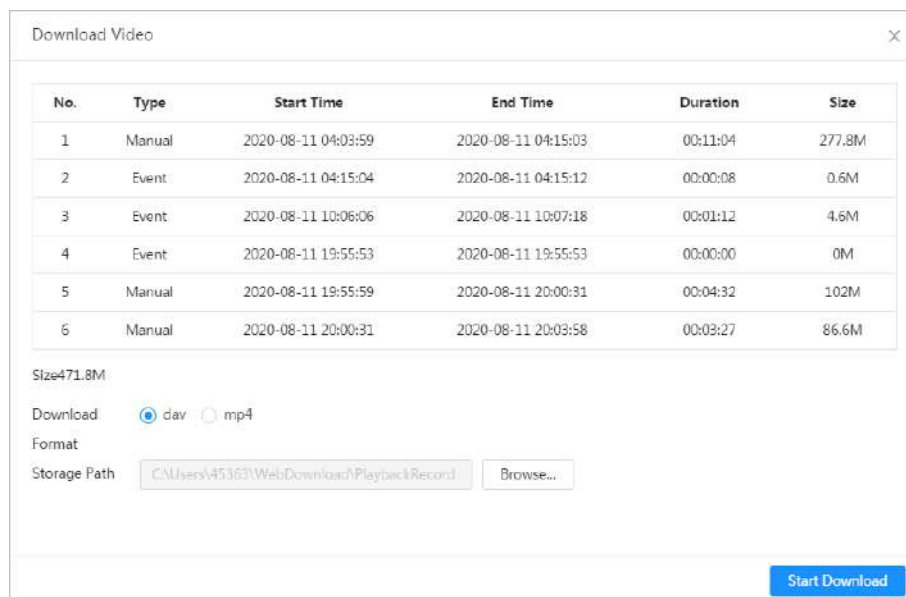 Download Video
No. Type Start Time End Time Duration Size
1 Manual 2020-08-11 04:03:59 2020-08-11 04:15:03 00:11:04 277.8M
2 Event 2020-08-11 04:15:04 2020-08-11 04:15:12 00:00:08 0.6M
3 Event 2020-08-11 10:06:06 2020-08-11 10:07:18 00:01:12 4.6M
4 Event 2020-08-11 19:55:53 2020-08-11 19:55:53 00:00:00 0M
5 Manual 2020-08-11 19:55:59 2020-08-11 20:00:31 00:04:32 102M
6 Manual 2020-08-11 20:00:31 2020-08-11 20:03:58 00:03:27 86.6M
Size471.8M
Download dav mp4
Format
Storage Path C:\Users\45363\WebDownload\PlaybackRecord Browse...
Start Download